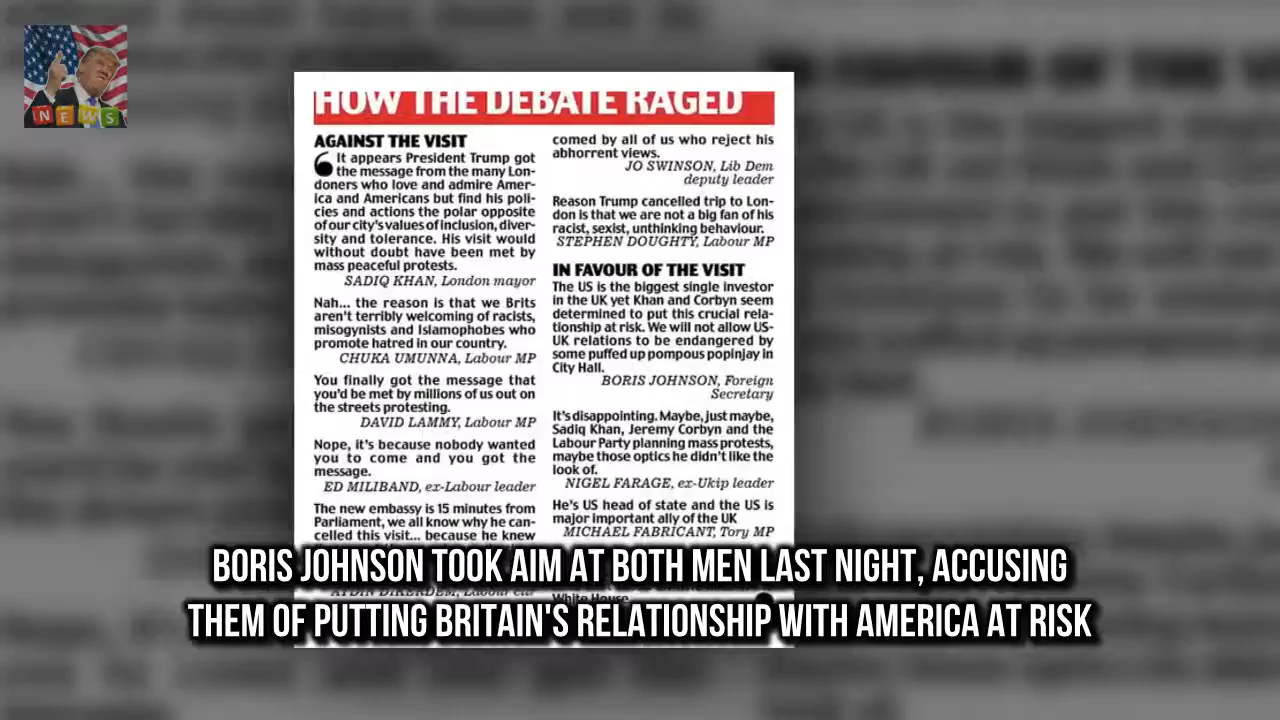 NEWS
HOW THE DEBATE RAGED
AGAINST THE VISIT
It appears President Trump got
the message from the many Lon-
doners who love and admire Amer-
ica and Americans but find his poli-
cies and actions the polar opposite
of our city's values of inclusion, diver-
sity and tolerance. His visit would
without doubt have been met by
mass peaceful protests.
SADIQ KHAN, London mayor
Nah... the reason is that we Brits
aren't terribly welcoming of racists,
misogynists and Islamophobes who
promote hatred in our country.
CHUKA UMUNNA, Labour MP
You finally got the message that
you'd be met by millions of us out on
the streets protesting.
DAVID LAMMY, Labour MP
Nope, it's because nobody wanted
you to come and you got the
message.
ED MILIBAND, ex-Labour leader
The new embassy is 15 minutes from
Parliament, we all know why he can-
celled this visit... because he knew
AYDIN DIKERDEM, Labour
comed by all of us who reject his
abhorrent views.
JO SWINSON, Lib Dem
deputy leader
Reason Trump cancelled trip to Lon-
don is that we are not a big fan of his
racist, sexist, unthinking behaviour.
STEPHEN DOUGHTY, Labour MP
IN FAVOUR OF THE VISIT
The US is the biggest single investor
in the UK yet Khan and Corbyn seem
determined to put this crucial rela-
tionship at risk. We will not allow US-
UK relations to be endangered by
some puffed up pompous popinjay in
City Hall.
BORIS JOHNSON, Foreign
Secretary
It's disappointing. Maybe, just maybe,
Sadiq Khan, Jeremy Corbyn and the
Labour Party planning mass protests,
maybe those optics he didn't like the
look of.
NIGEL FARAGE, ex-Ukip leader
He's US head of state and the US is
major important ally of the UK
MICHAEL FABRICANT, Tory MP
White House
BORIS JOHNSON TOOK AIM AT BOTH MEN LAST NIGHT, ACCUSING
THEM OF PUTTING BRITAIN'S RELATIONSHIP WITH AMERICA AT RISK